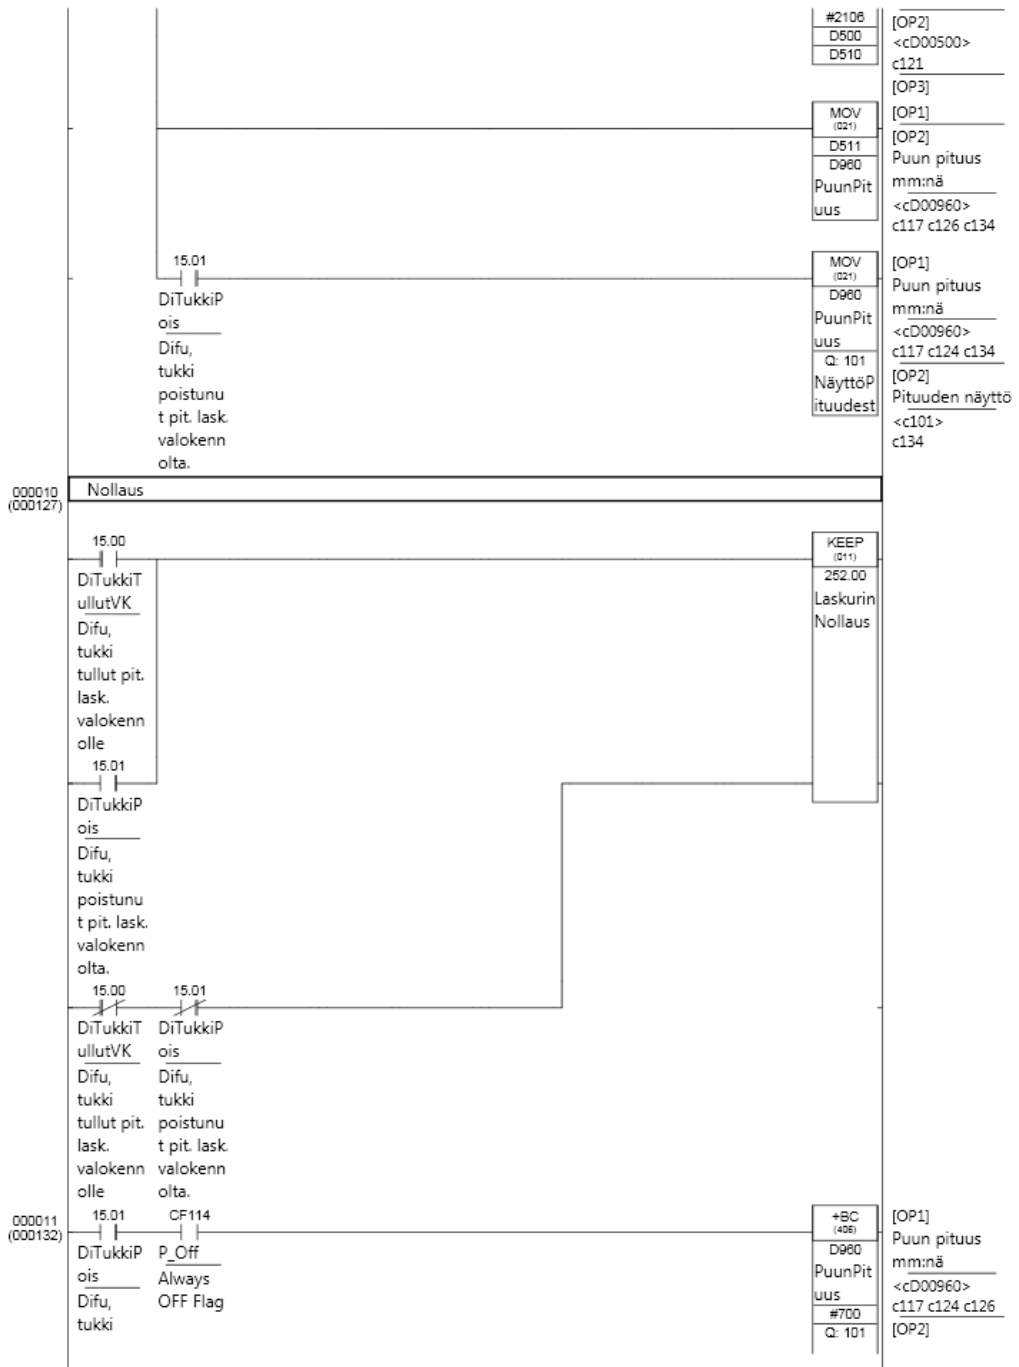 #2106
D500
D510
[OP2]
<cD00500>
c121
[OP3]
MOV
(021)
D511
D960
PuunPit
uus
[OP1]
[OP2]
Puun pituus
mm:nä
<cD00960>
c117 c126 c134
15.01
DiTukkiP
ois
Difu,
tukki
poistunu
t pit. lask.
valokenn
olta.
MOV
(021)
D960
PuunPit
uus
Q: 101
NäyttöP
ituudest
[OP1]
Puun pituus
mm:nä
<cD00960>
c117 c124 c134
[OP2]
Pituuden näyttö
<c101>
c134
000010
(000127)
Nollaus
15.00
DiTukkiT
ullutVK
Difu,
tukki
tullut pit.
lask.
valokenn
olle
KEEP
(011)
252.00
Laskurin
Nollaus
15.01
DiTukkiP
ois
Difu,
tukki
poistunu
t pit. lask.
valokenn
olta.
15.00
DiTukkiT
ullutVK
Difu,
tukki
tullut pit.
lask.
valokenn
olle
15.01
DiTukkiP
ois
Difu,
tukki
poistunu
t pit. lask.
valokenn
olta.
000011
(000132)
15.01
DiTukkiP
ois
Difu,
tukki
CF114
P_Off
Always
OFF Flag
+BC
(406)
D960
PuunPit
uus
#700
Q: 101
[OP1]
Puun pituus
mm:nä
<cD00960>
c117 c124 c126
[OP2]